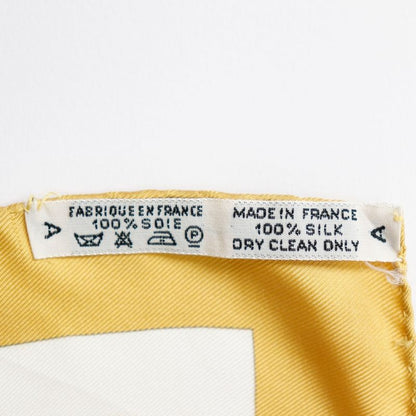 A
FABRIQUE EN FRANCE
100% SOIE
P
MADE IN FRANCE
100% SILK
DRY CLEAN ONLY
A